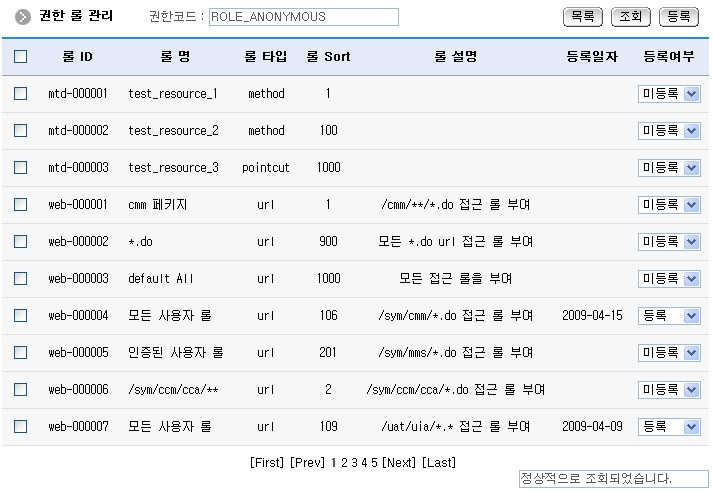 권한 롤 관리 권한코드 : ROLE_ANONYMOUS 목록 조회 등록
롤 ID 롤 명 롤 타입 롤 Sort 롤 설명 등록일자 등록여부
mtd-000001 test_resource_1 method 1 미등록
mtd-000002 test_resource_2 method 100 미등록
mtd-000003 test_resource_3 pointcut 1000 미등록
web-000001 cmm 페키지 url 1 /cmm/**/*.do 접근 롤 부여 미등록
web-000002 *.do url 900 모든 *.do url 접근 롤 부여 미등록
web-000003 default All url 1000 모든 접근 롤을 부여 미등록
web-000004 모든 사용자 롤 url 106 /sym/cmm/*.do 접근 롤 부여 2009-04-15 등록
web-000005 인증된 사용자 롤 url 201 /sym/mms/*.do 접근 롤 부여 미등록
web-000006 /sym/ccm/cca/** url 2 /sym/ccm/cca/*.do 접근 롤 부여 미등록
web-000007 모든 사용자 롤 url 109 /uat/uia/*.* 접근 롤 부여 2009-04-09 등록
[First] [Prev] 1 2 3 4 5 [Next] [Last]
정상적으로 조회되었습니다.